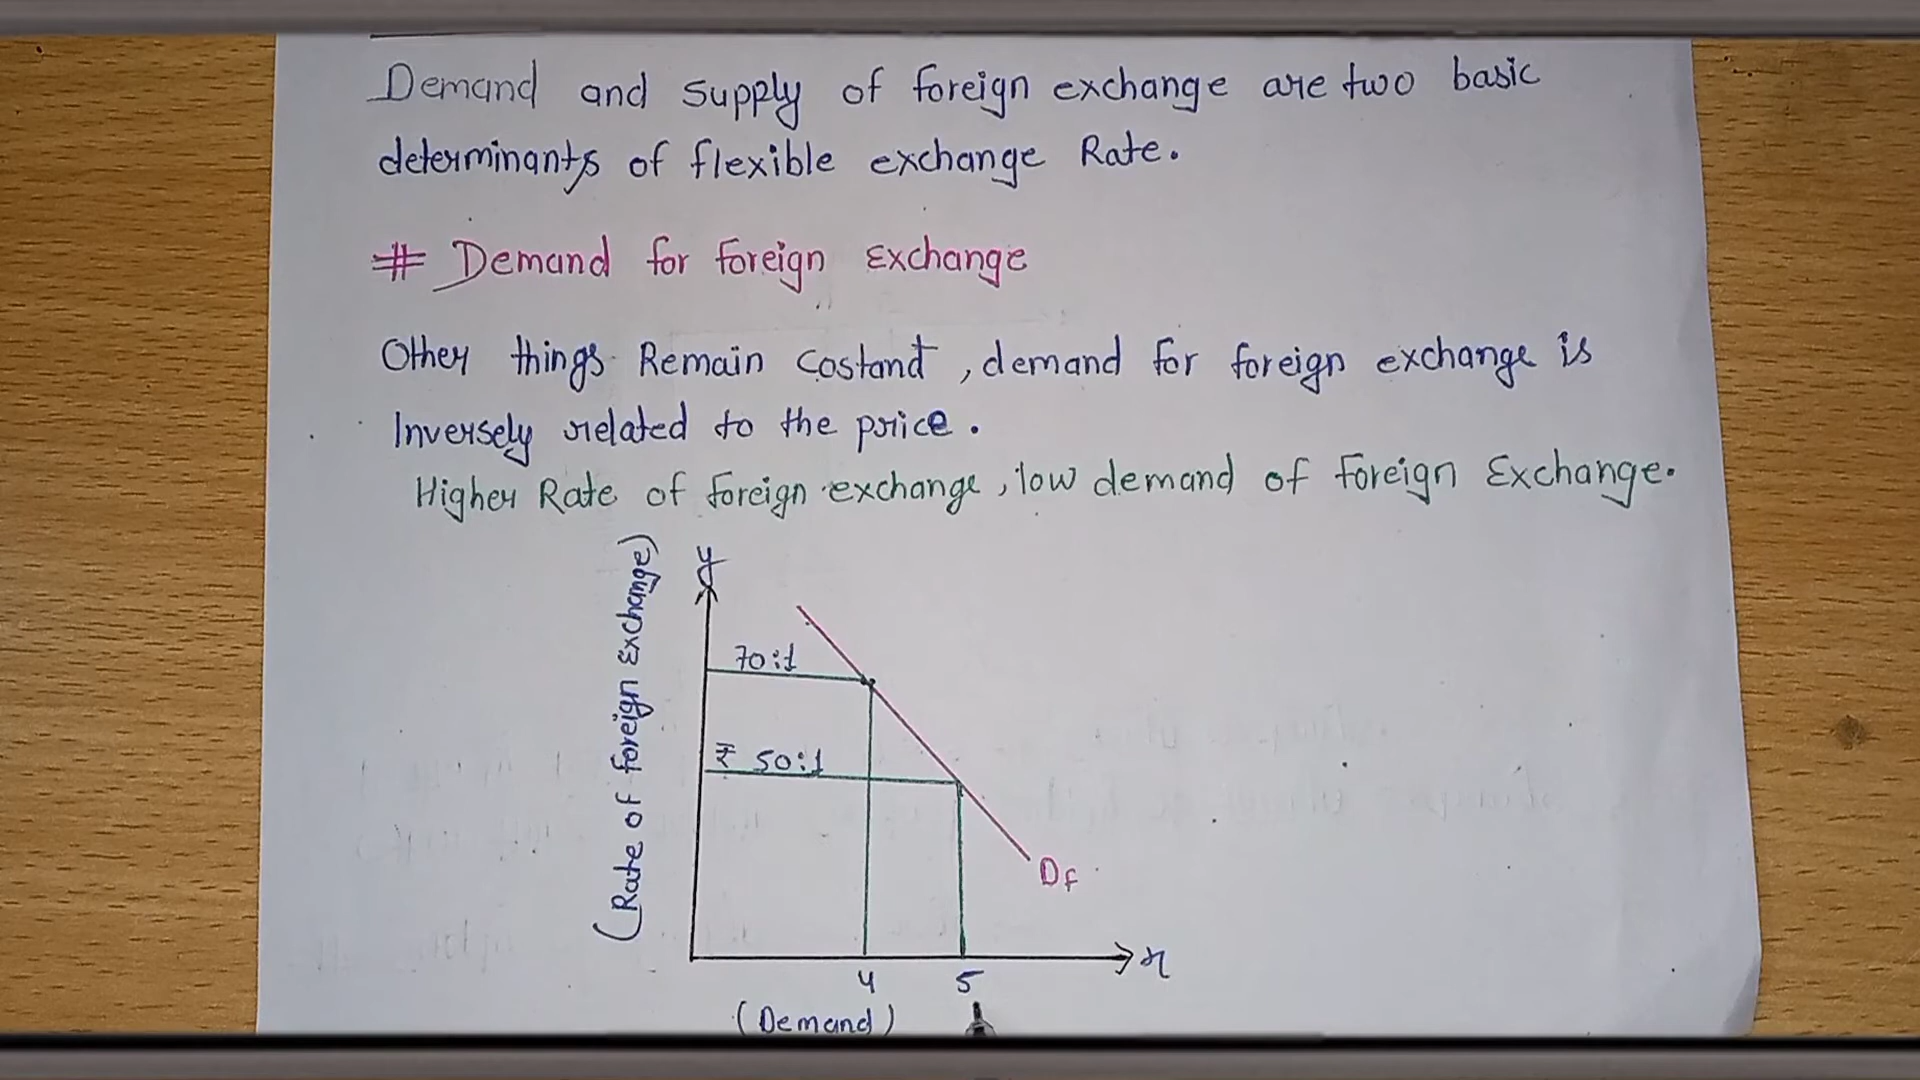 Demand and supply of foreign exchange are two basic
determinants of flexible exchange Rate.
# Demand for foreign Exchange
Other things Remain Costant, demand for foreign exchange is
Inversely related to the price.
Higher Rate of foreign exchange, low demand of foreign Exchange.
y
(Rate of foreign Exchange)
70:1
₹ 50:1
Df
x
4 5
(Demand)